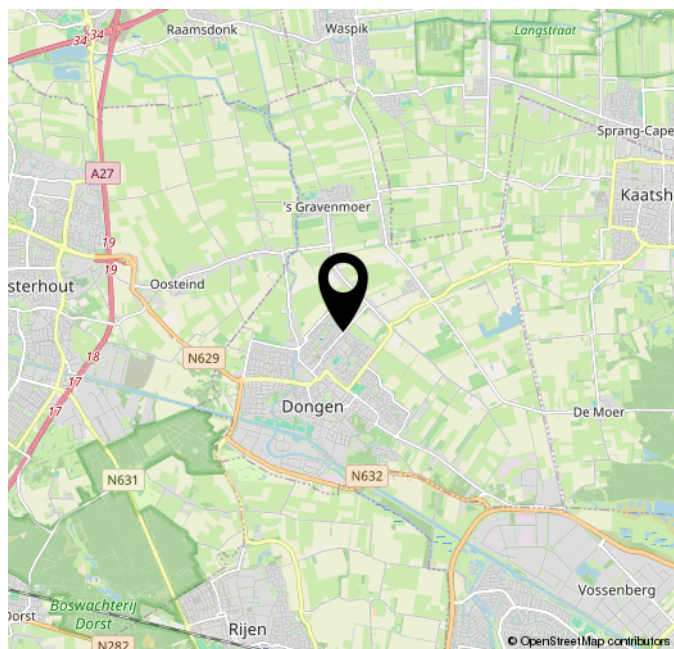 34
34
Raamsdonk
Waspik
Langstraat
Sprang-Cape
A27
Kaatsh
's Gravenmoer
19
19
Oosteind
sterhout
18
N629
17
17
Dongen
De Moer
N631
N632
Vossenberg
Boswachterij
Dorst
Dorst
Rijen
N282
© OpenStreetMap contributors